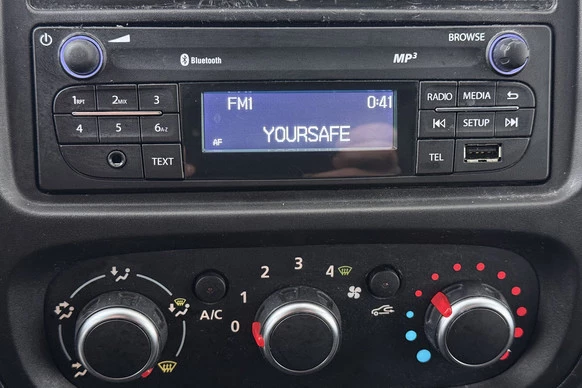 BROWSE
Bluetooth
MP3
1RPT 2MIX 3
FM1 0:41
RADIO MEDIA
4 5 6A-Z
YOURSAFE
AF
SETUP
TEXT
TEL
A/C
0 1 2 3 4